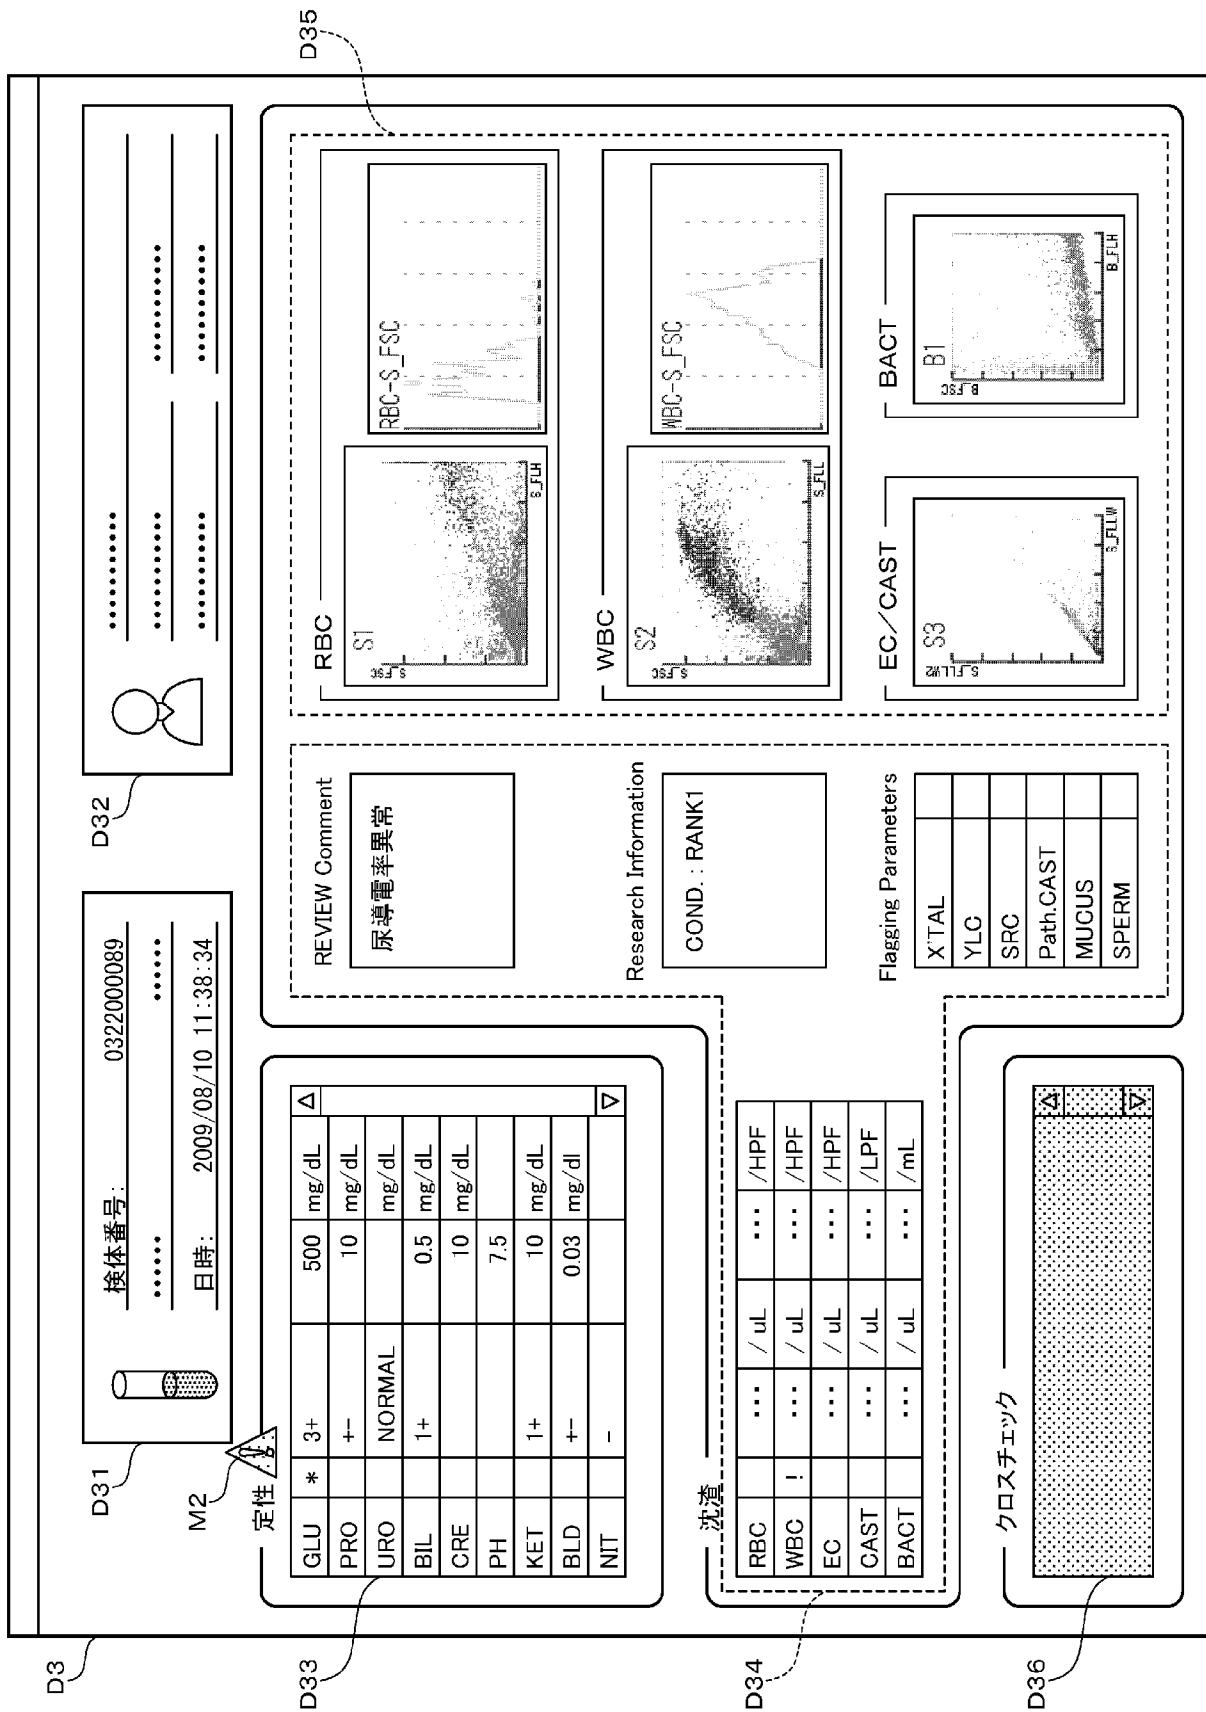 D3
D31
検体番号: 0322000089
•••••• ••••••
日時: 2009/08/10 11:38:34
D32
••••••••••
••••••••• •••••••••
••••••••• •••••••••
M2
定性
D33
GLU * 3+ 500 mg/dL
PRO +- 10 mg/dL
URO NORMAL mg/dL
BIL 1+ 0.5 mg/dL
CRE 10 mg/dL
PH 7.5
KET 1+ 10 mg/dL
BLD +- 0.03 mg/dl
NIT -
沈渣
D34
RBC ••• / uL ••• /HPF
WBC ! ••• / uL ••• /HPF
EC ••• / uL ••• /HPF
CAST ••• / uL ••• /LPF
BACT ••• / uL ••• /mL
クロスチェック
D36
REVIEW Comment
尿導電率異常
Research Information
COND. : RANK1
Flagging Parameters
X'TAL
YLC
SRC
Path.CAST
MUCUS
SPERM
D35
RBC
S1
S_FSC
S_FLH
RBC-S_FSC
WBC
S2
S_FSC
S_FLL
WBC-S_FSC
EC/CAST
S3
S_FLLW2
S_FLLW
BACT
B1
B_FSC
B_FLH